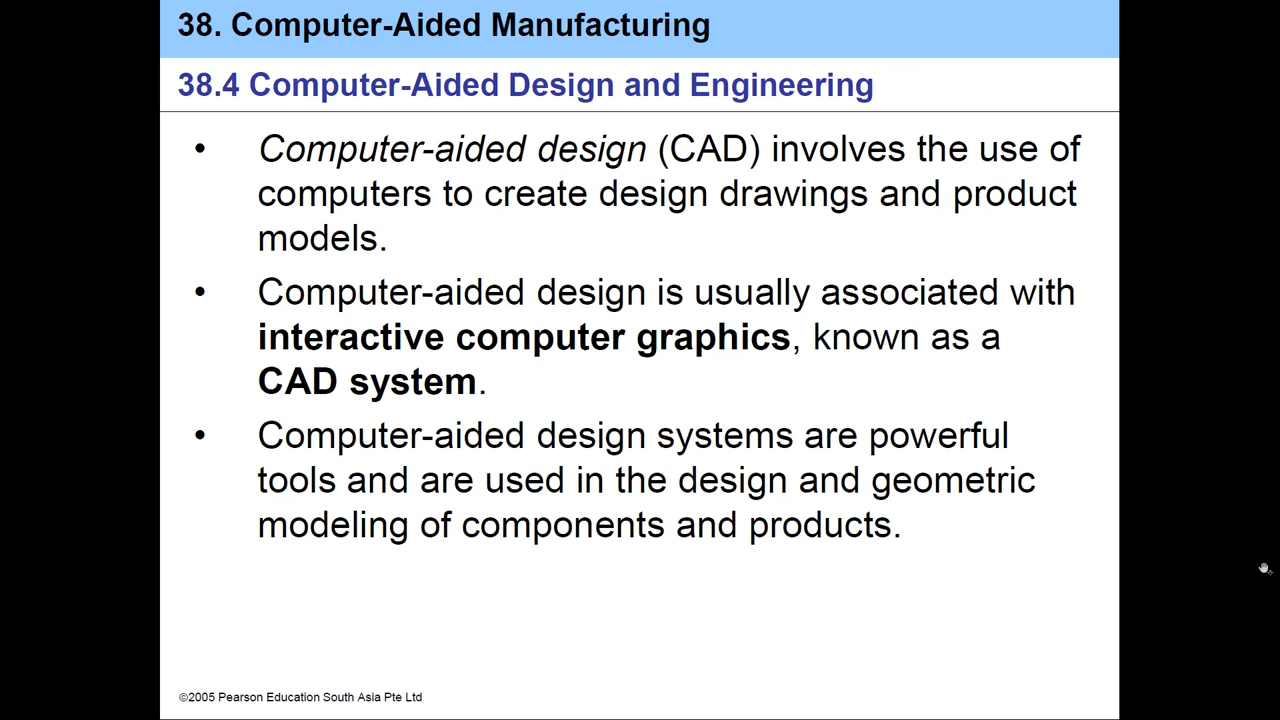 38. Computer-Aided Manufacturing
38.4 Computer-Aided Design and Engineering
• Computer-aided design (CAD) involves the use of
computers to create design drawings and product
models.
• Computer-aided design is usually associated with
interactive computer graphics, known as a
CAD system.
• Computer-aided design systems are powerful
tools and are used in the design and geometric
modeling of components and products.
©2005 Pearson Education South Asia Pte Ltd